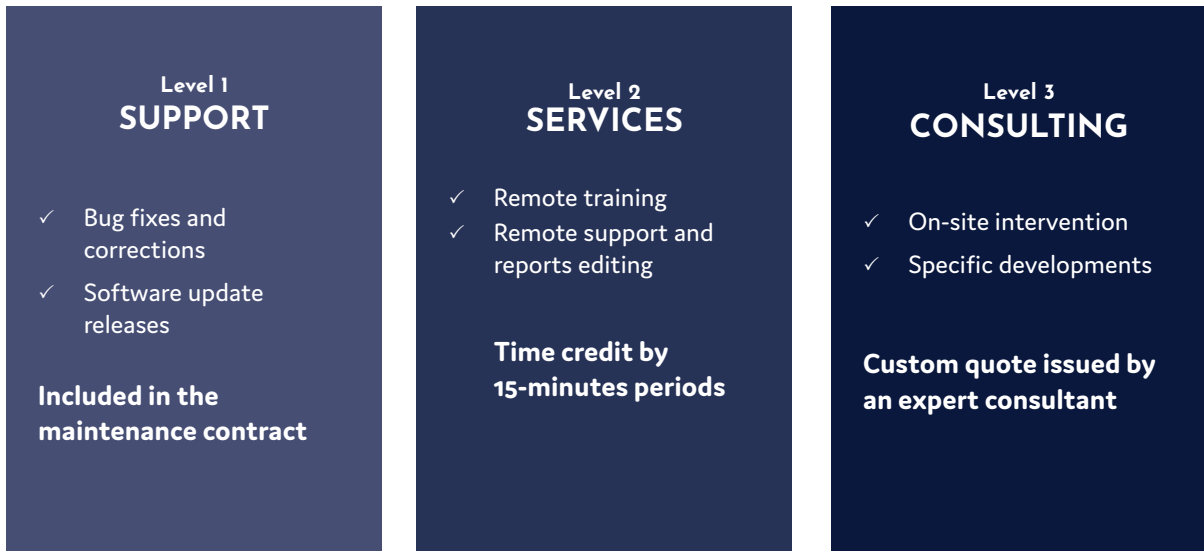 Level 1
SUPPORT
✓ Bug fixes and
corrections
✓ Software update
releases
Included in the
maintenance contract
Level 2
SERVICES
✓ Remote training
✓ Remote support and
reports editing
Time credit by
15-minutes periods
Level 3
CONSULTING
✓ On-site intervention
✓ Specific developments
Custom quote issued by
an expert consultant